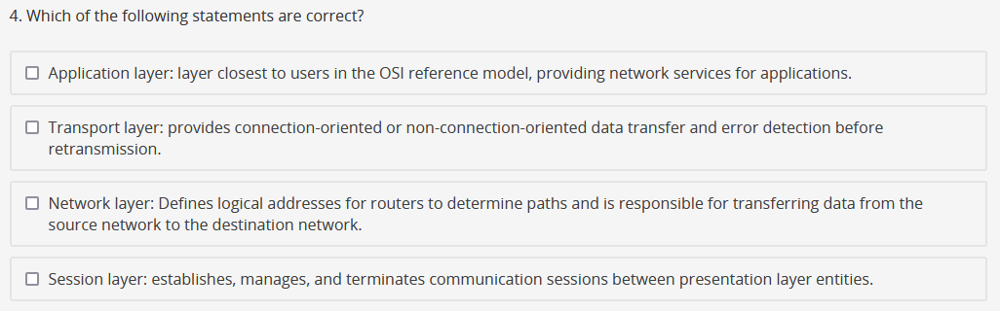 4. Which of the following statements are correct?
Application layer: layer closest to users in the OSI reference model, providing network services for applications.
Transport layer: provides connection-oriented or non-connection-oriented data transfer and error detection before
retransmission.
Network layer: Defines logical addresses for routers to determine paths and is responsible for transferring data from the
source network to the destination network.
Session layer: establishes, manages, and terminates communication sessions between presentation layer entities.